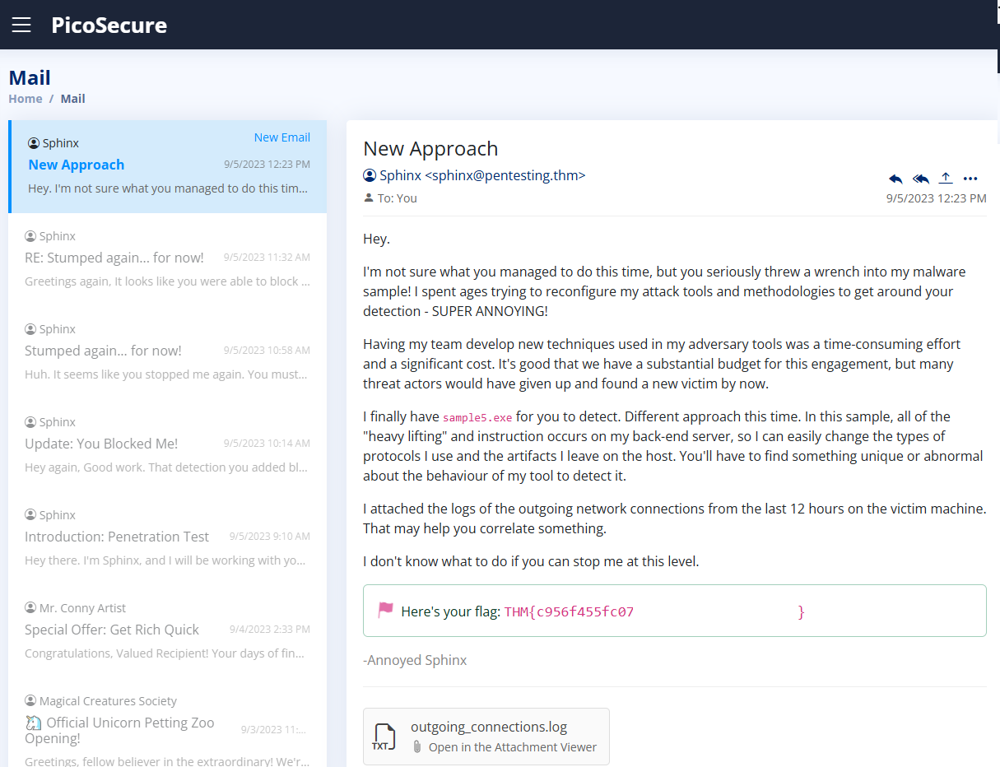 PicoSecure
Mail
Home / Mail
Sphinx
New Email
New Approach
9/5/2023 12:23 PM
Hey. I'm not sure what you managed to do this tim...
Sphinx
RE: Stumped again... for now!
9/5/2023 11:32 AM
Greetings again, It looks like you were able to block ...
Sphinx
Stumped again... for now!
9/5/2023 10:58 AM
Huh. It seems like you stopped me again. You must...
Sphinx
Update: You Blocked Me!
9/5/2023 10:14 AM
Hey again, Good work. That detection you added bl...
Sphinx
Introduction: Penetration Test
9/5/2023 9:10 AM
Hey there. I'm Sphinx, and I will be working with yo...
Mr. Conny Artist
Special Offer: Get Rich Quick
9/4/2023 2:33 PM
Congratulations, Valued Recipient! Your days of fin...
Magical Creatures Society
🦄 Official Unicorn Petting Zoo
Opening!
9/3/2023 11:...
Greetings, fellow believer in the extraordinary! We'r...
New Approach
Sphinx <sphinx@pentesting.thm>
To: You
9/5/2023 12:23 PM
Hey.
I'm not sure what you managed to do this time, but you seriously threw a wrench into my malware
sample! I spent ages trying to reconfigure my attack tools and methodologies to get around your
detection - SUPER ANNOYING!
Having my team develop new techniques used in my adversary tools was a time-consuming effort
and a significant cost. It's good that we have a substantial budget for this engagement, but many
threat actors would have given up and found a new victim by now.
I finally have sample5.exe for you to detect. Different approach this time. In this sample, all of the
"heavy lifting" and instruction occurs on my back-end server, so I can easily change the types of
protocols I use and the artifacts I leave on the host. You'll have to find something unique or abnormal
about the behaviour of my tool to detect it.
I attached the logs of the outgoing network connections from the last 12 hours on the victim machine.
That may help you correlate something.
I don't know what to do if you can stop me at this level.
Here's your flag: THM{c956f455fc07 }
-Annoyed Sphinx
TXT
outgoing_connections.log
Open in the Attachment Viewer